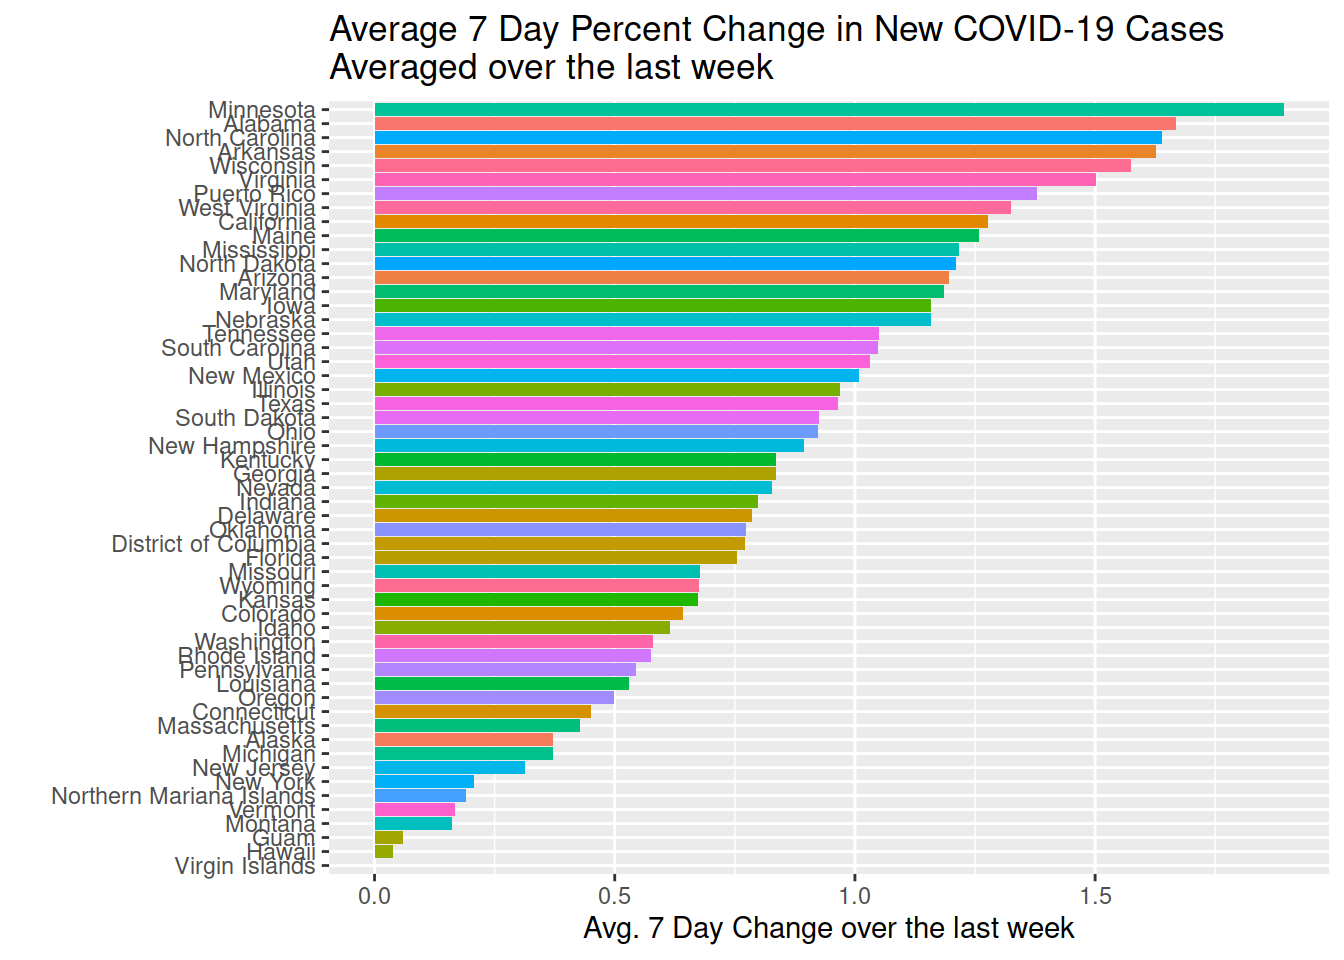 Average 7 Day Percent Change in New COVID-19 Cases
Averaged over the last week
Minnesota
Alabama
North Carolina
Arkansas
Wisconsin
Virginia
Puerto Rico
West Virginia
California
Maine
Mississippi
North Dakota
Arizona
Maryland
Iowa
Nebraska
Tennessee
South Carolina
Utah
New Mexico
Illinois
Texas
South Dakota
Ohio
New Hampshire
Kentucky
Georgia
Nevada
Indiana
Delaware
Oklahoma
District of Columbia
Florida
Missouri
Wyoming
Kansas
Colorado
Idaho
Washington
Rhode Island
Pennsylvania
Louisiana
Oregon
Connecticut
Massachusetts
Alaska
Michigan
New Jersey
New York
Northern Mariana Islands
Vermont
Montana
Guam
Hawaii
Virgin Islands
0.0 0.5 1.0 1.5
Avg. 7 Day Change over the last week